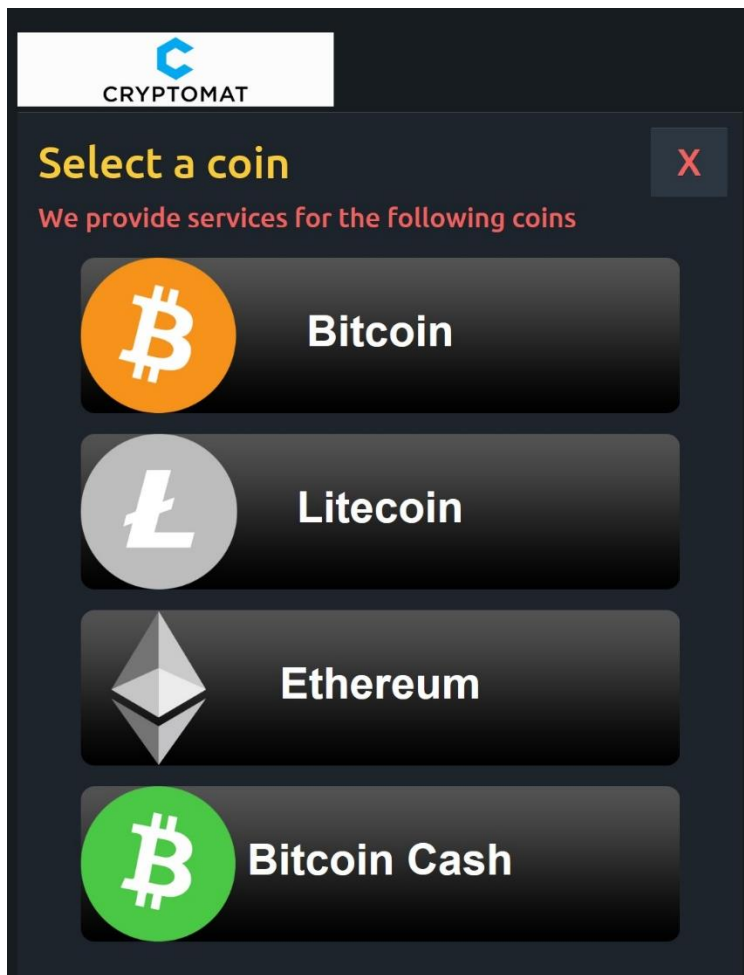 CRYPTOMAT
Select a coin
X
We provide services for the following coins
Bitcoin
Litecoin
Ethereum
Bitcoin Cash